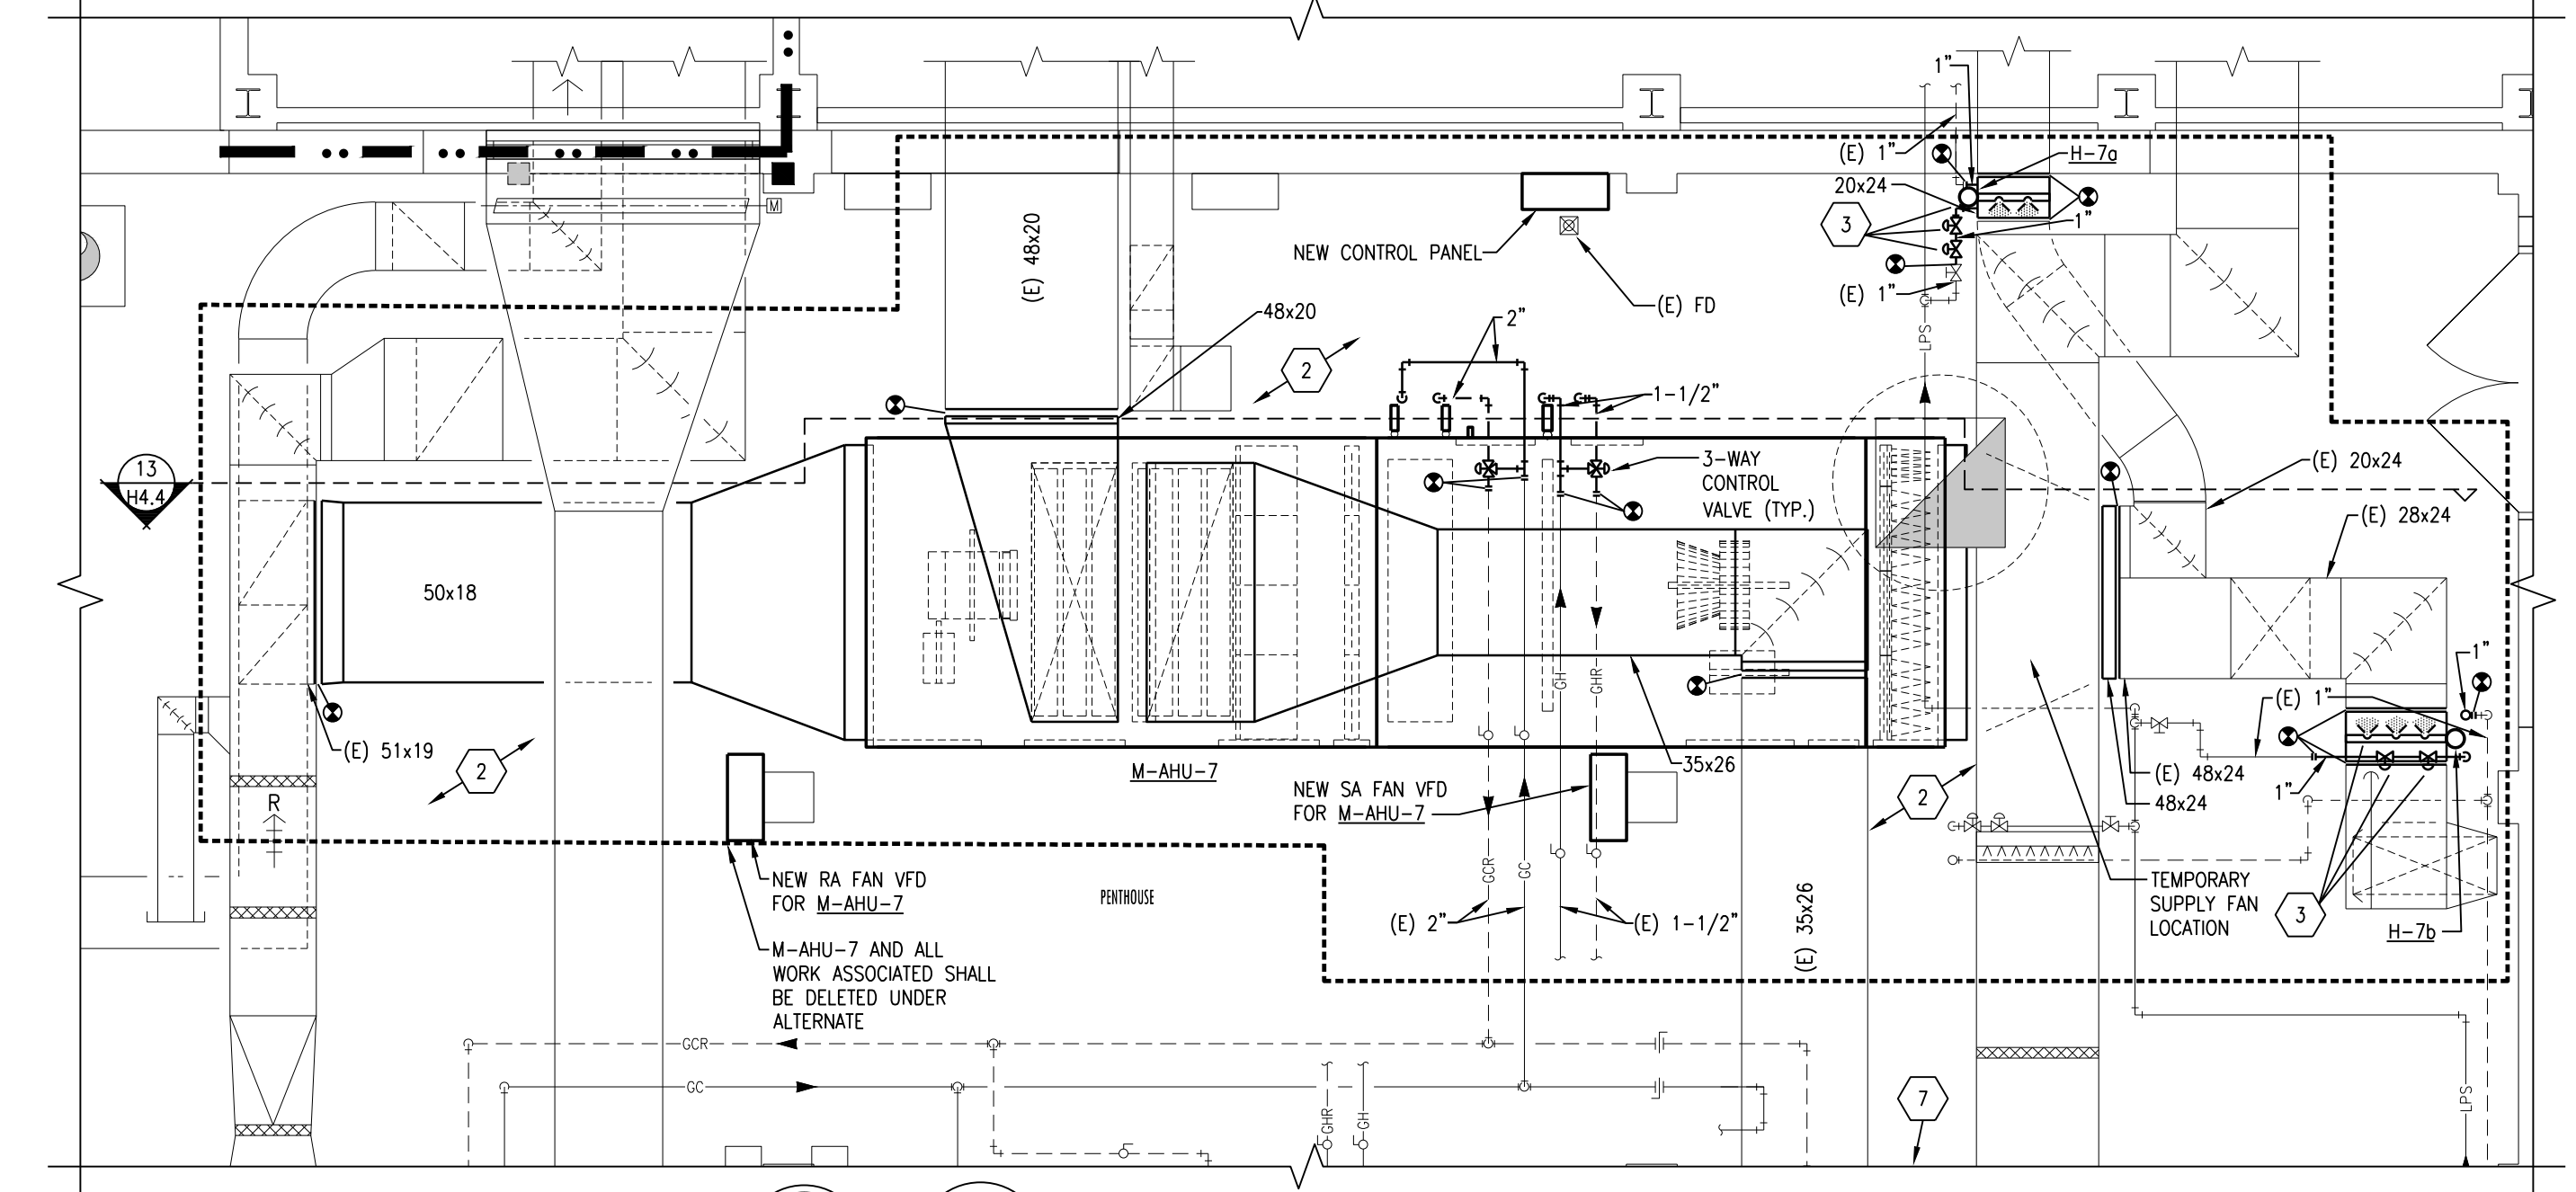 1"
(E) 1"
H-7a
20x24
3
1"
(E) 1"
LPS
M
(E) 48x20
NEW CONTROL PANEL
(E) FD
48x20
2"
2
1-1/2"
13
H4.4
3-WAY
CONTROL
VALVE (TYP.)
(E) 20x24
(E) 28x24
50x18
GH
GHR
1"
(E) 1"
(E) 51x19
2
M-AHU-7
35x26
NEW SA FAN VFD
FOR M-AHU-7
2
(E) 48x24
48x24
1"
R
NEW RA FAN VFD
FOR M-AHU-7
PENTHOUSE
GCR
GC
(E) 2"
(E) 1-1/2"
(E) 35x26
TEMPORARY
SUPPLY FAN
LOCATION
3
H-7b
M-AHU-7 AND ALL
WORK ASSOCIATED SHALL
BE DELETED UNDER
ALTERNATE
GCR
GC
GHR
GH
7
LPS